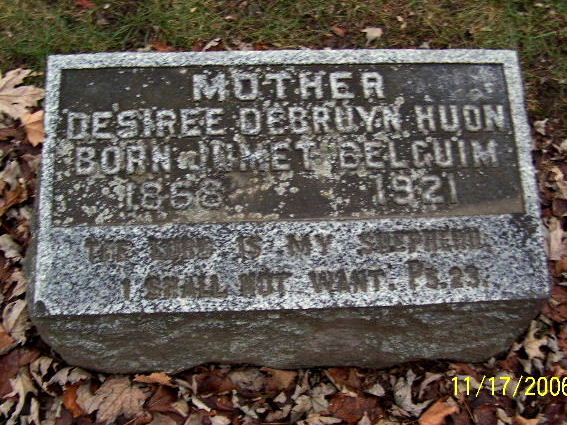 MOTHER
DESIREE DEBRUYN HUON
BORN JUMET BELGUIM
1868 1921
THE LORD IS MY SHEPHERD.
I SHALL NOT WANT. Ps. 23.
11/17/2006